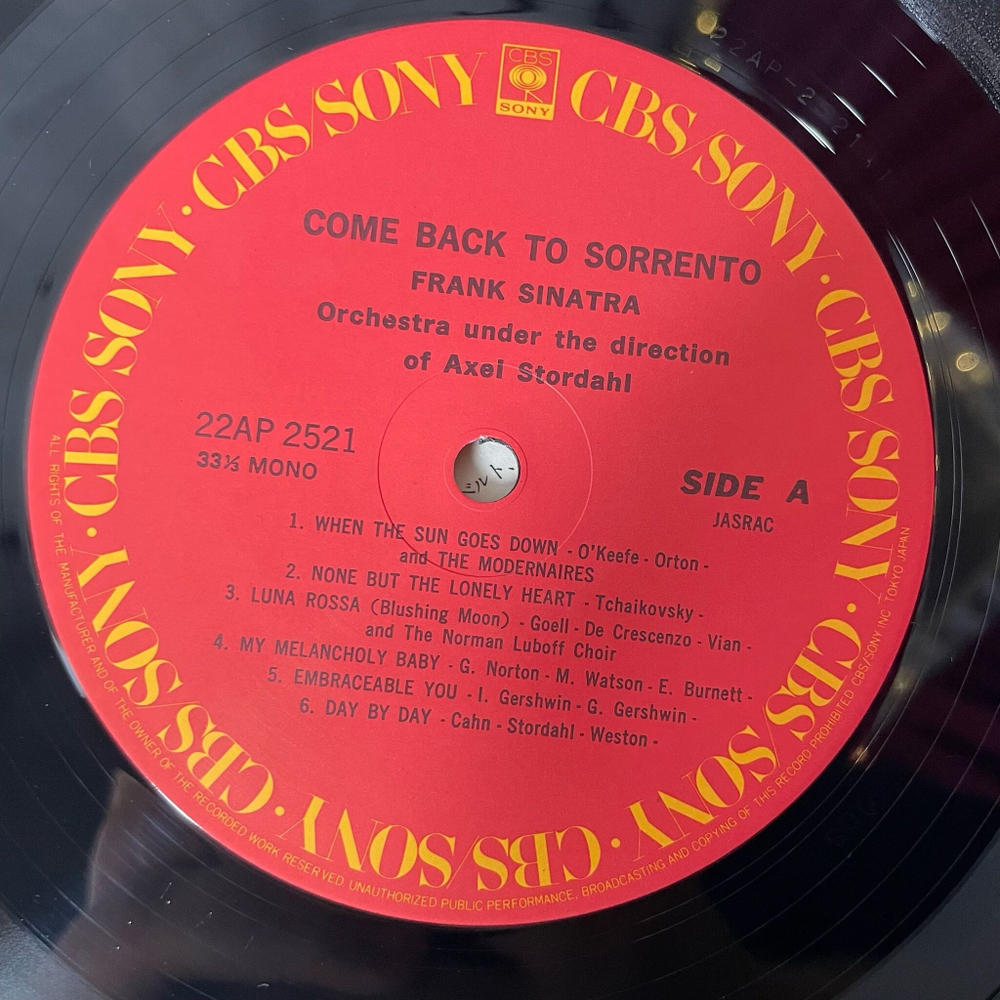 CBS
SONY
CBS/SONY · CBS/SONY · CBS/SONY · CBS/SONY · CBS/SONY · CBS/SONY · CBS/SONY · CBS/SONY · CBS/SONY
22AP-2521
COME BACK TO SORRENTO
FRANK SINATRA
Orchestra under the direction
of Axel Stordahl
22AP 2521
33⅓ MONO
SIDE A
JASRAC
ミルト
1. WHEN THE SUN GOES DOWN - O'Keefe - Orton -
and THE MODERNAIRES
2. NONE BUT THE LONELY HEART - Tchaikovsky -
3. LUNA ROSSA (Blushing Moon) - Goell - De Crescenzo - Vian -
and The Norman Luboff Choir
4. MY MELANCHOLY BABY - G. Norton - M. Watson - E. Burnett -
5. EMBRACEABLE YOU - I. Gershwin - G. Gershwin -
6. DAY BY DAY - Cahn - Stordahl - Weston -
ALL RIGHTS OF THE MANUFACTURER AND OF THE OWNER OF THE RECORDED WORK RESERVED. UNAUTHORIZED PUBLIC PERFORMANCE, BROADCASTING AND COPYING OF THIS RECORD PROHIBITED CBS/SONY INC. TOKYO JAPAN